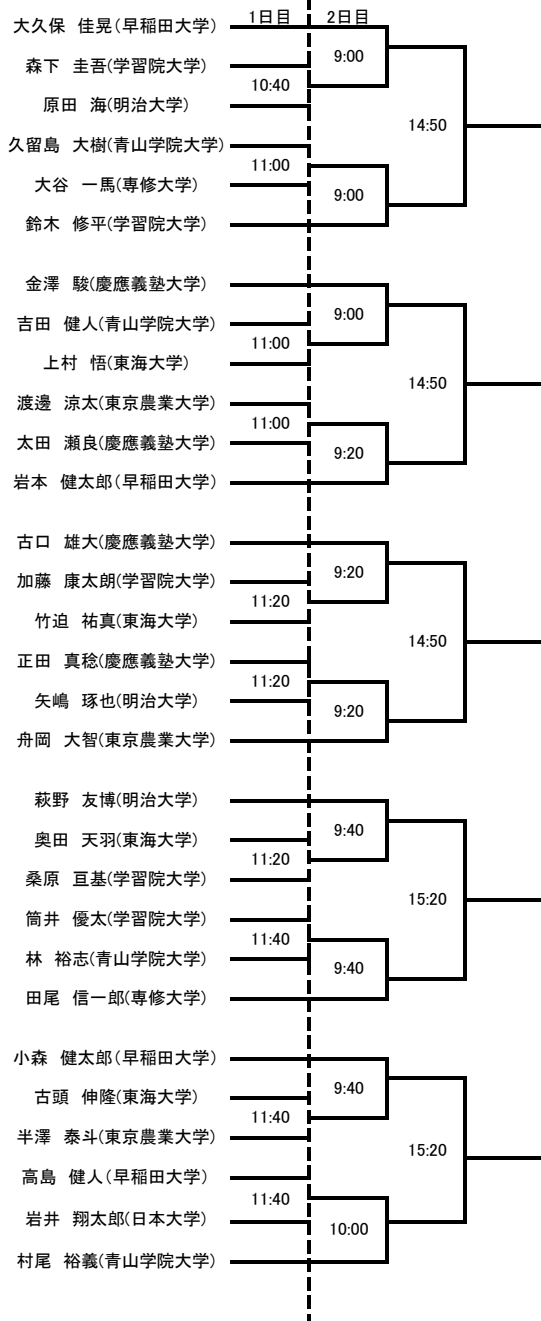 1日目 2日目
大久保 佳晃(早稲田大学)
9:00
森下 圭吾(学習院大学)
10:40
原田 海(明治大学)
14:50
久留島 大樹(青山学院大学)
11:00
大谷 一馬(専修大学)
9:00
鈴木 修平(学習院大学)
金澤 駿(慶應義塾大学)
9:00
吉田 健人(青山学院大学)
11:00
上村 悟(東海大学)
14:50
渡邊 涼太(東京農業大学)
11:00
太田 瀬良(慶應義塾大学)
9:20
岩本 健太郎(早稲田大学)
古口 雄大(慶應義塾大学)
9:20
加藤 康太朗(学習院大学)
11:20
竹迫 祐真(東海大学)
14:50
正田 真稔(慶應義塾大学)
11:20
矢嶋 琢也(明治大学)
9:20
舟岡 大智(東京農業大学)
萩野 友博(明治大学)
9:40
奥田 天羽(東海大学)
11:20
桑原 亘基(学習院大学)
15:20
筒井 優太(学習院大学)
11:40
林 裕志(青山学院大学)
9:40
田尾 信一郎(専修大学)
小森 健太郎(早稲田大学)
9:40
古頭 伸隆(東海大学)
11:40
半澤 泰斗(東京農業大学)
15:20
高島 健人(早稲田大学)
11:40
岩井 翔太郎(日本大学)
10:00
村尾 裕義(青山学院大学)